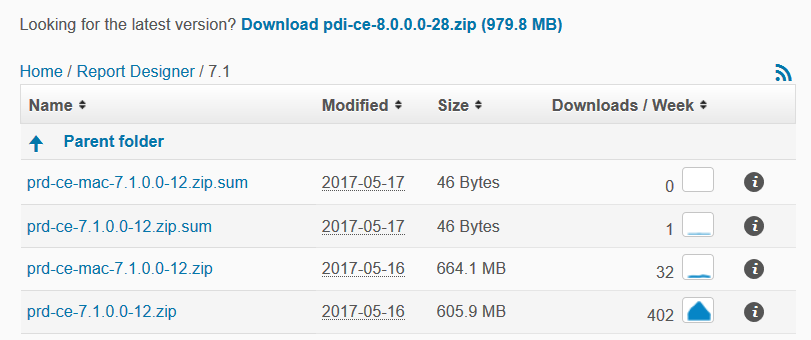 Looking for the latest version? Download pdi-ce-8.0.0.0-28.zip (979.8 MB)
Home / Report Designer / 7.1
Name Modified Size Downloads / Week
Parent folder
prd-ce-mac-7.1.0.0-12.zip.sum 2017-05-17 46 Bytes 0
prd-ce-7.1.0.0-12.zip.sum 2017-05-17 46 Bytes 1
prd-ce-mac-7.1.0.0-12.zip 2017-05-16 664.1 MB 32
prd-ce-7.1.0.0-12.zip 2017-05-16 605.9 MB 402